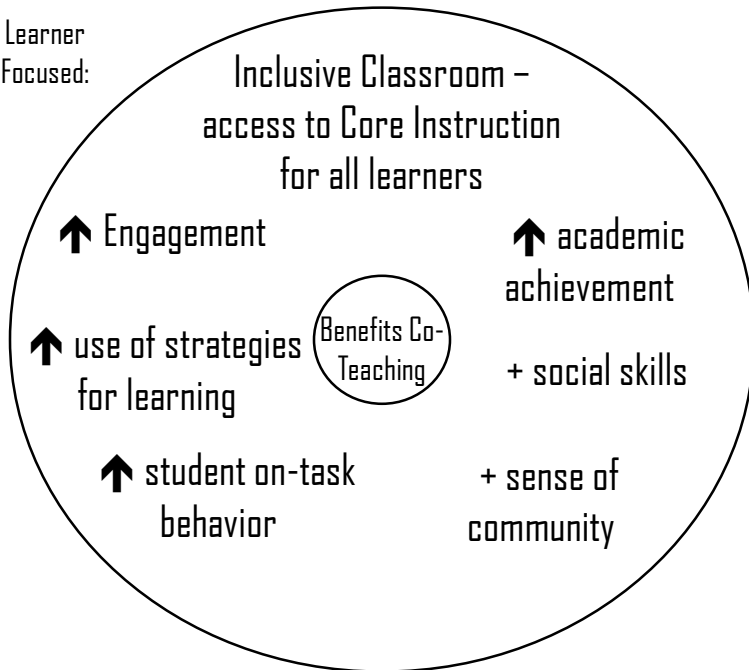 Learner
Focused:
Inclusive Classroom –
access to Core Instruction
for all learners
↑ Engagement
↑ use of strategies
for learning
↑ student on-task
behavior
Benefits Co-
Teaching
↑ academic
achievement
+ social skills
+ sense of
community